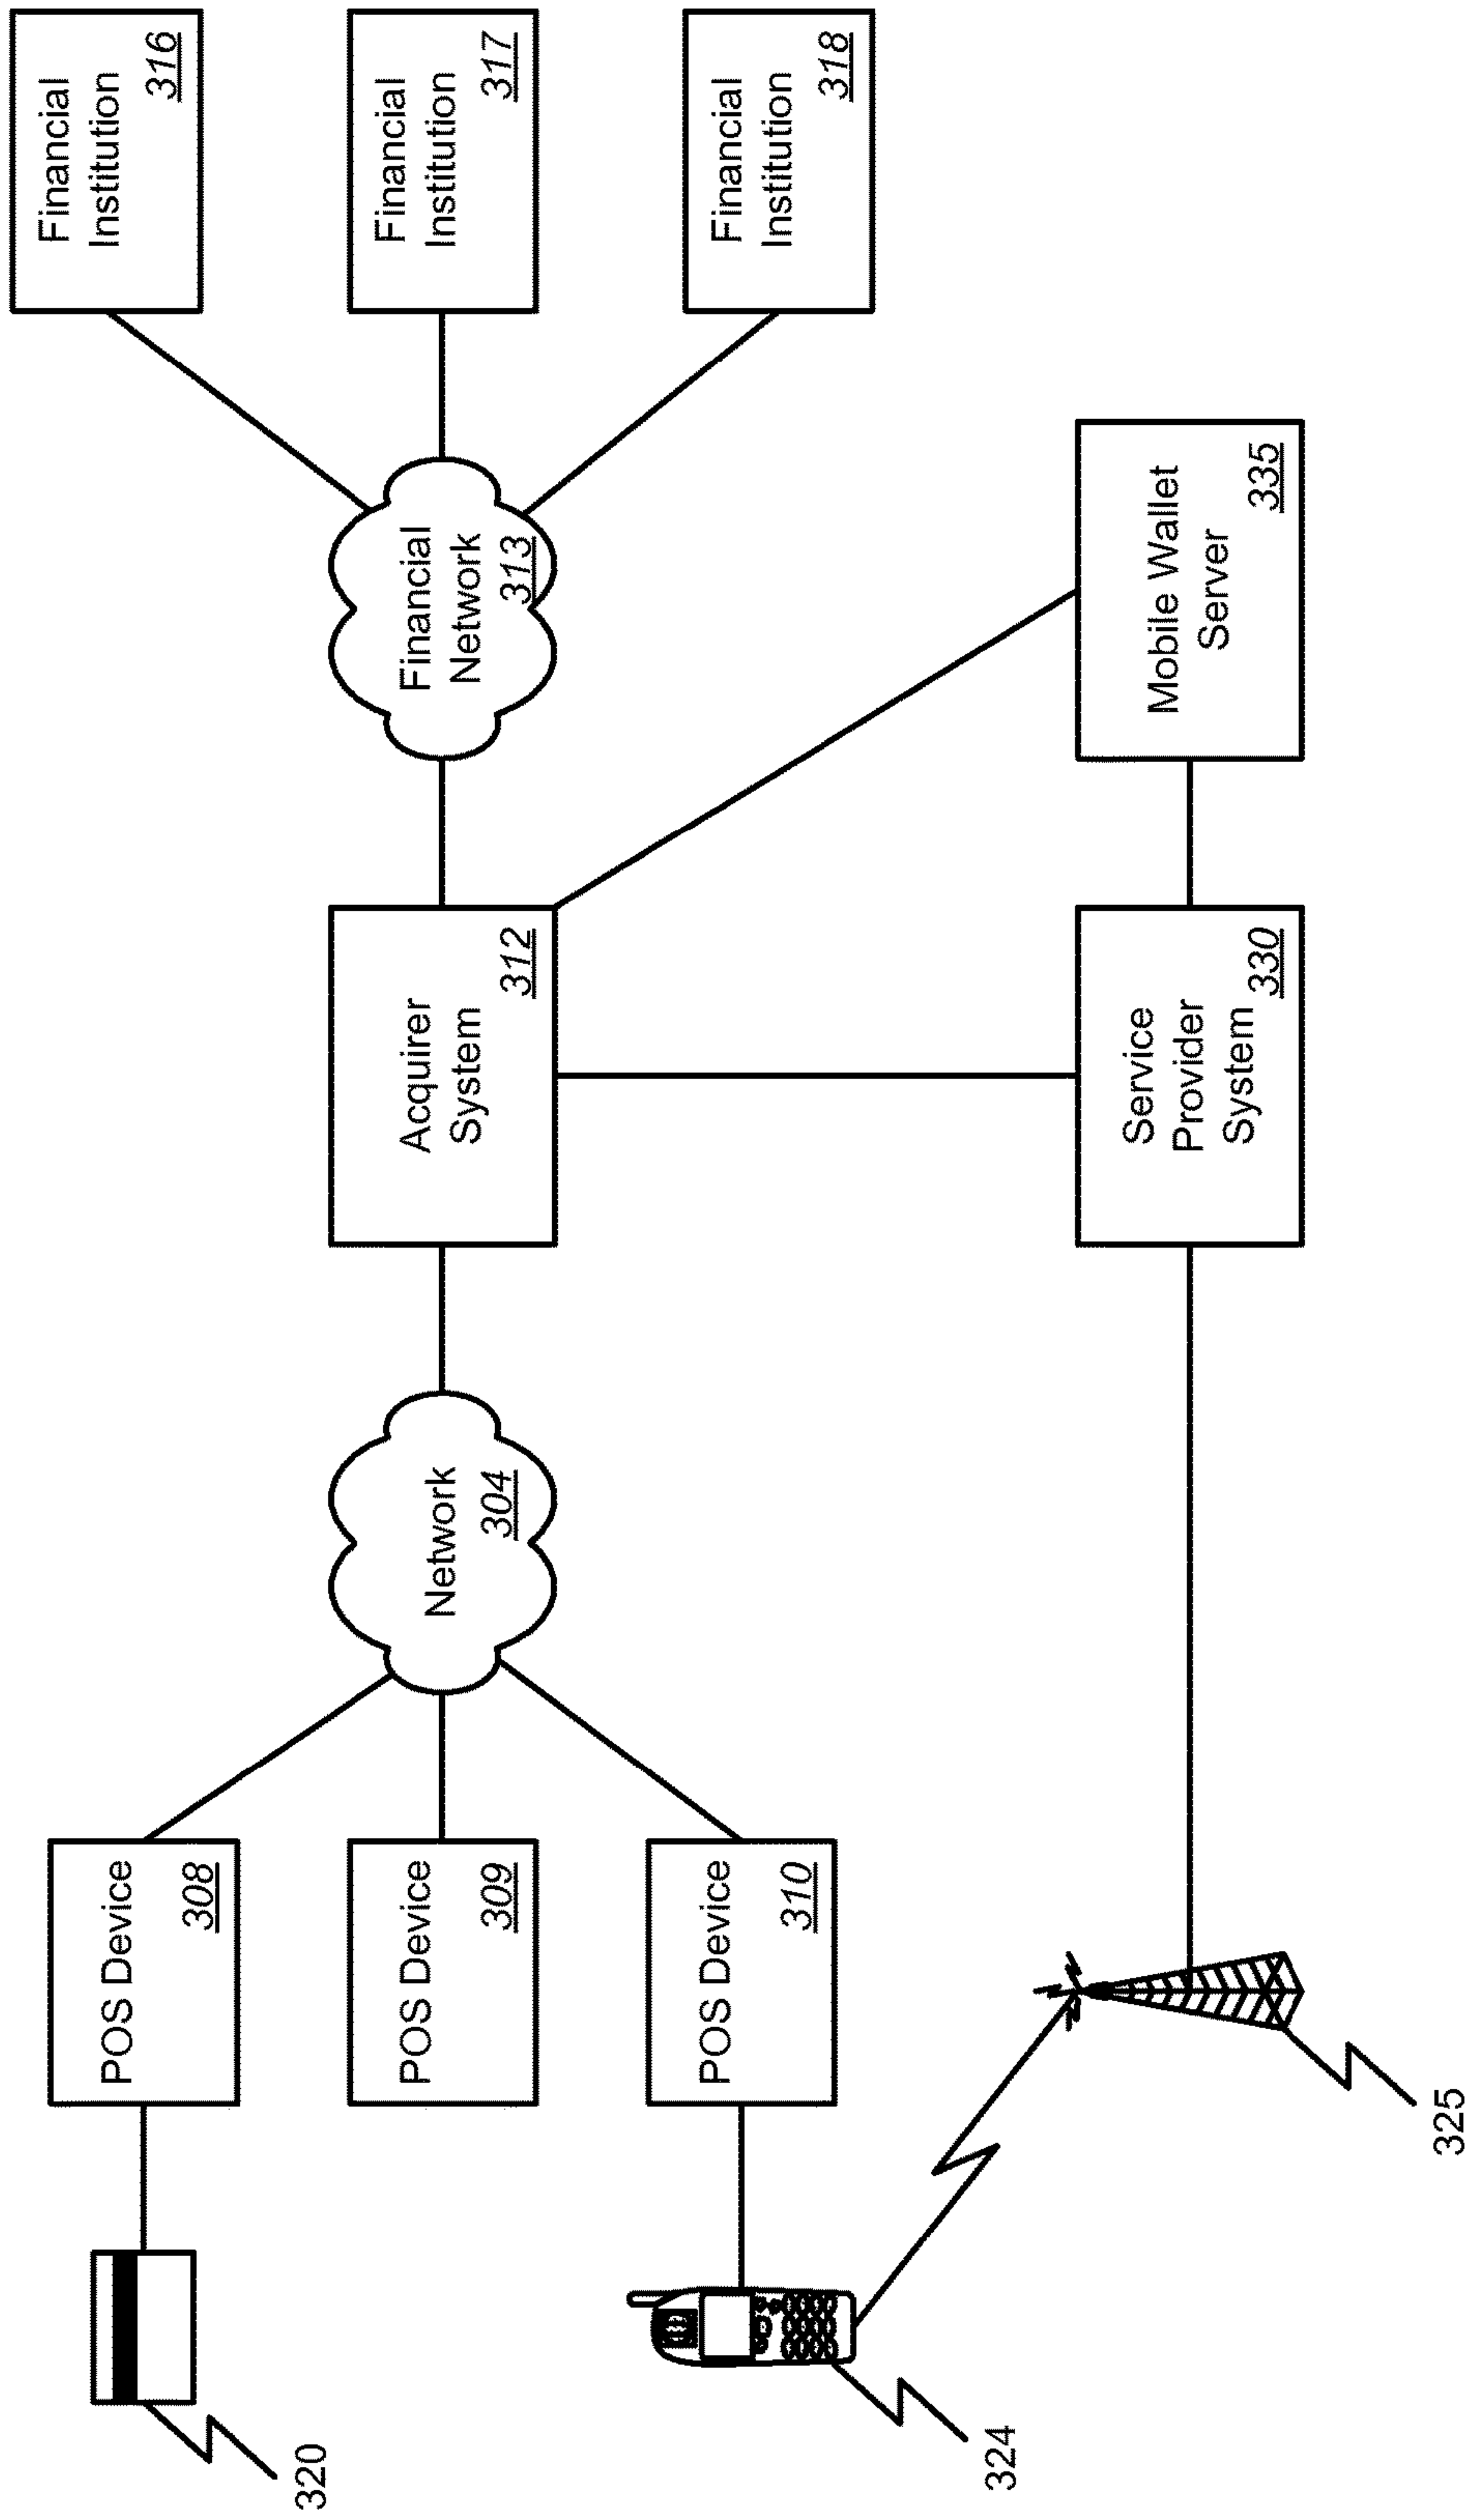 Financial
Institution
316
Financial
Institution
317
Financial
Institution
318
Financial
Network
313
Mobile Wallet
Server
335
Acquirer
System
312
Service
Provider
System
330
Network
304
POS Device
308
POS Device
309
POS Device
310
320
324
325